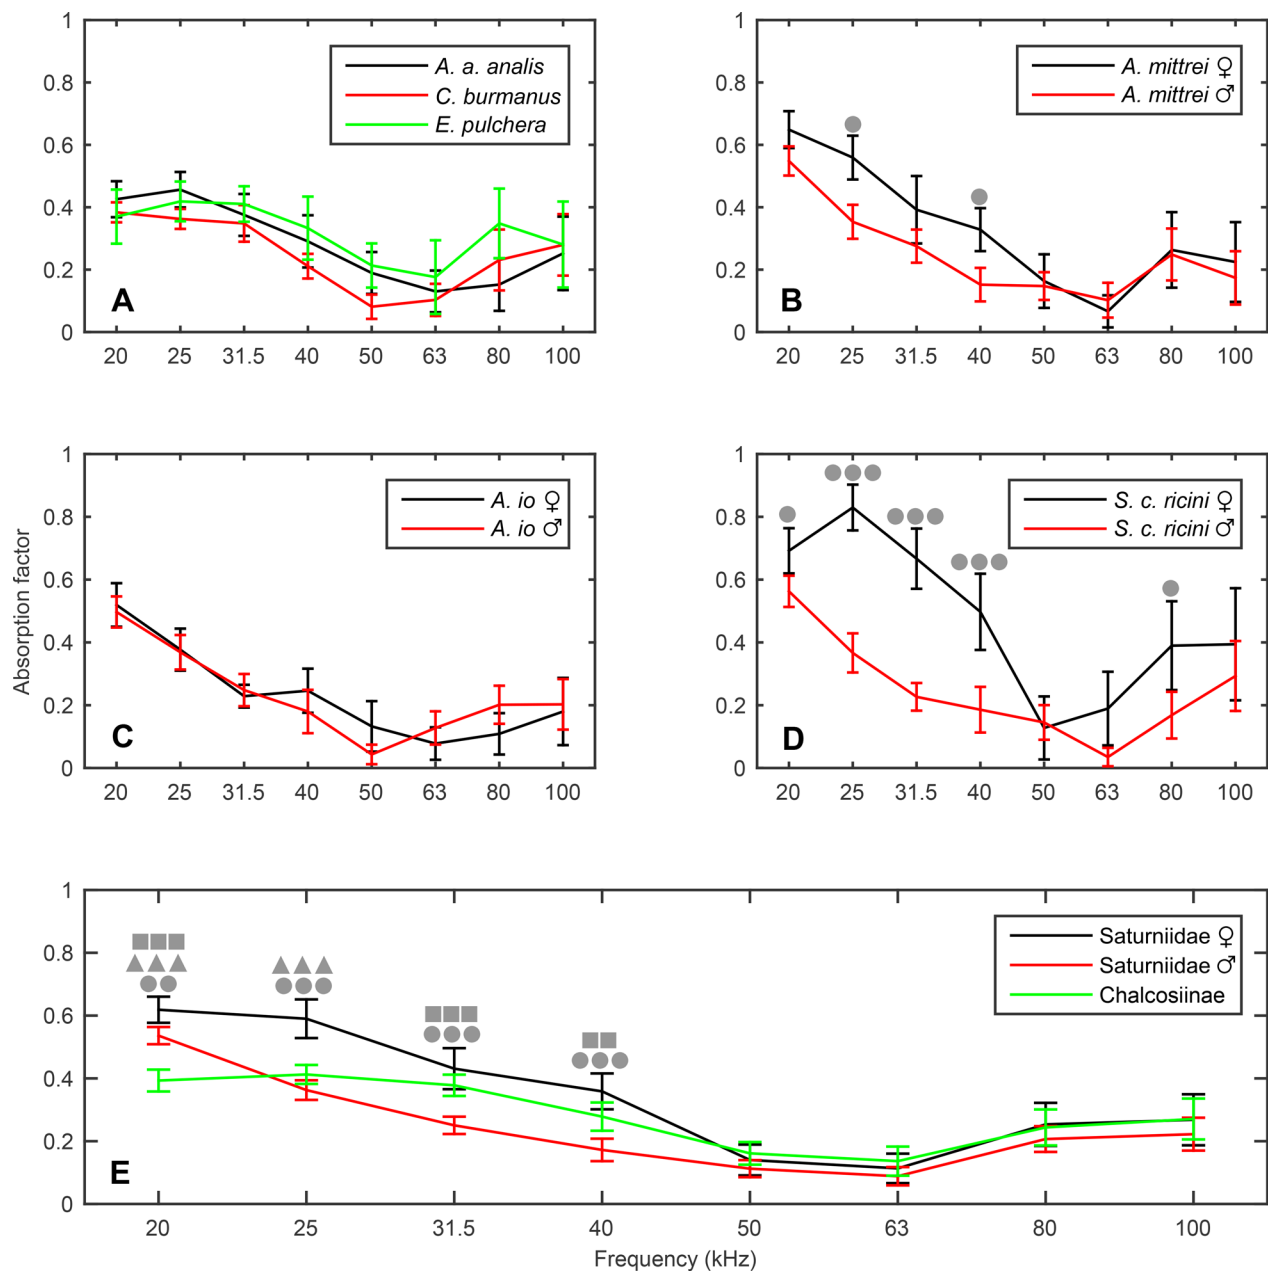 1
0.8
0.6
0.4
0.2
0
A. a. analis
C. burmanus
E. pulchera
A
20 25 31.5 40 50 63 80 100
1
0.8
0.6
0.4
0.2
0
A. mittrei ♀
A. mittrei ♂
B
20 25 31.5 40 50 63 80 100
Absorption factor
1
0.8
0.6
0.4
0.2
0
A. io ♀
A. io ♂
C
20 25 31.5 40 50 63 80 100
1
0.8
0.6
0.4
0.2
0
S. c. ricini ♀
S. c. ricini ♂
D
20 25 31.5 40 50 63 80 100
1
0.8
0.6
0.4
0.2
0
Saturniidae ♀
Saturniidae ♂
Chalcosiinae
E
20 25 31.5 40 50 63 80 100
Frequency (kHz)